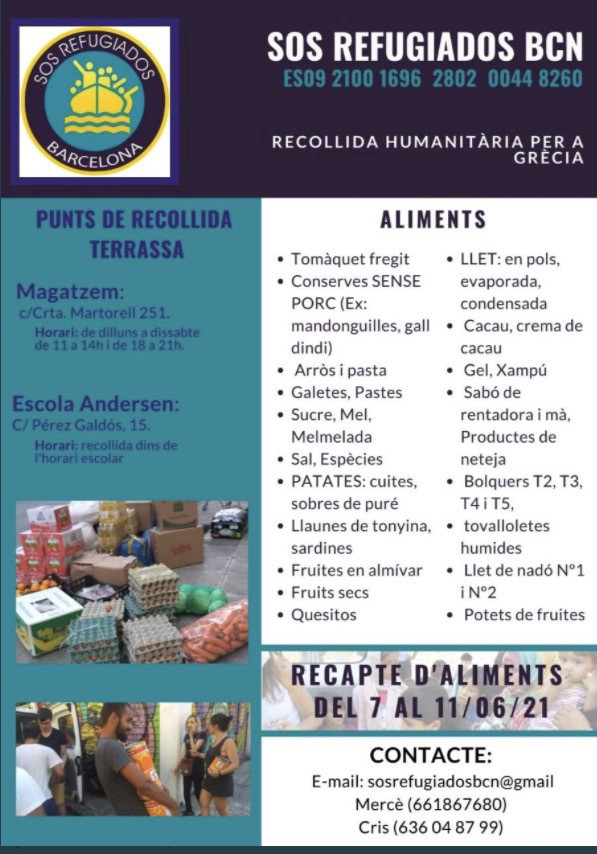 SOS REFUGIADOS
BARCELONA
SOS REFUGIADOS BCN
ES09 2100 1696 2802 0044 8260
RECOLLIDA HUMANITÀRIA PER A
GRÈCIA
PUNTS DE RECOLLIDA
TERRASSA
Magatzem:
c/Crta. Martorell 251.
Horari: de dilluns a dissabte
de 11 a 14h i de 18 a 21h.
Escola Andersen:
C/ Pérez Galdós, 15.
Horari: recollida dins de
l'horari escolar
ALIMENTS
• Tomàquet fregit
• Conserves SENSE
PORC (Ex:
mandonguilles, gall
dindi)
• Arròs i pasta
• Galetes, Pastes
• Sucre, Mel,
Melmelada
• Sal, Espècies
• PATATES: cuites,
sobres de puré
• Llaunes de tonyina,
sardines
• Fruites en almívar
• Fruits secs
• Quesitos
• LLET: en pols,
evaporada,
condensada
• Cacau, crema de
cacau
• Gel, Xampú
• Sabó de
rentadora i mà,
Productes de
neteja
• Bolquers T2, T3,
T4 i T5,
• tovalloletes
humides
• Llet de nadó Nº1
i Nº2
• Potets de fruites
RECAPTE D'ALIMENTS
DEL 7 AL 11/06/21
CONTACTE:
E-mail: sosrefugiadosbcn@gmail
Mercè (661867680)
Cris (636 04 87 99)